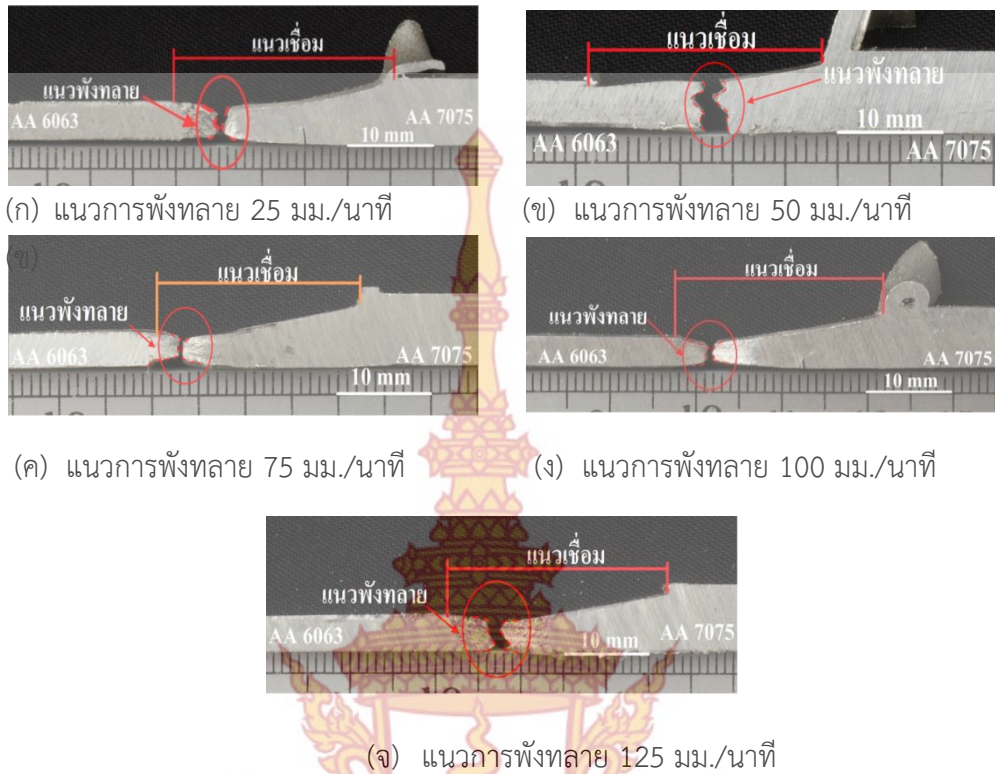 แนวเชื่อม
แนวพังทลาย
AA 6063
AA 7075
10 mm
(ก) แนวการพังทลาย 25 มม./นาที
แนวเชื่อม
แนวพังทลาย
10 mm
AA 6063
AA 7075
(ข) แนวการพังทลาย 50 มม./นาที
(ข)
แนวเชื่อม
แนวพังทลาย
AA 6063
AA 7075
10 mm
(ค) แนวการพังทลาย 75 มม./นาที
แนวเชื่อม
แนวพังทลาย
AA 6063
AA 7075
10 mm
(ง) แนวการพังทลาย 100 มม./นาที
แนวเชื่อม
แนวพังทลาย
AA 6063
10 mm
AA 7075
(จ) แนวการพังทลาย 125 มม./นาที